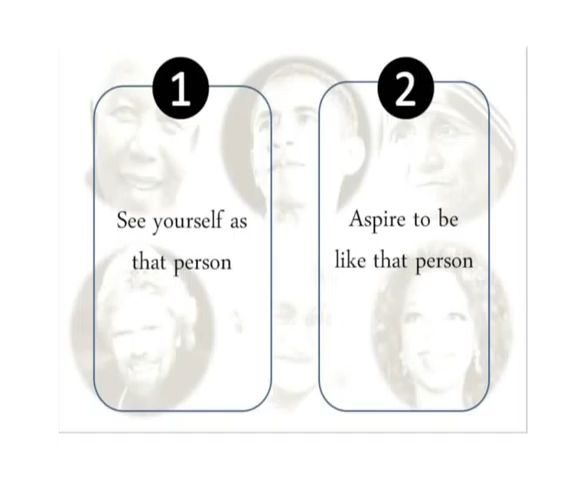 1
See yourself as
that person
2
Aspire to be
like that person